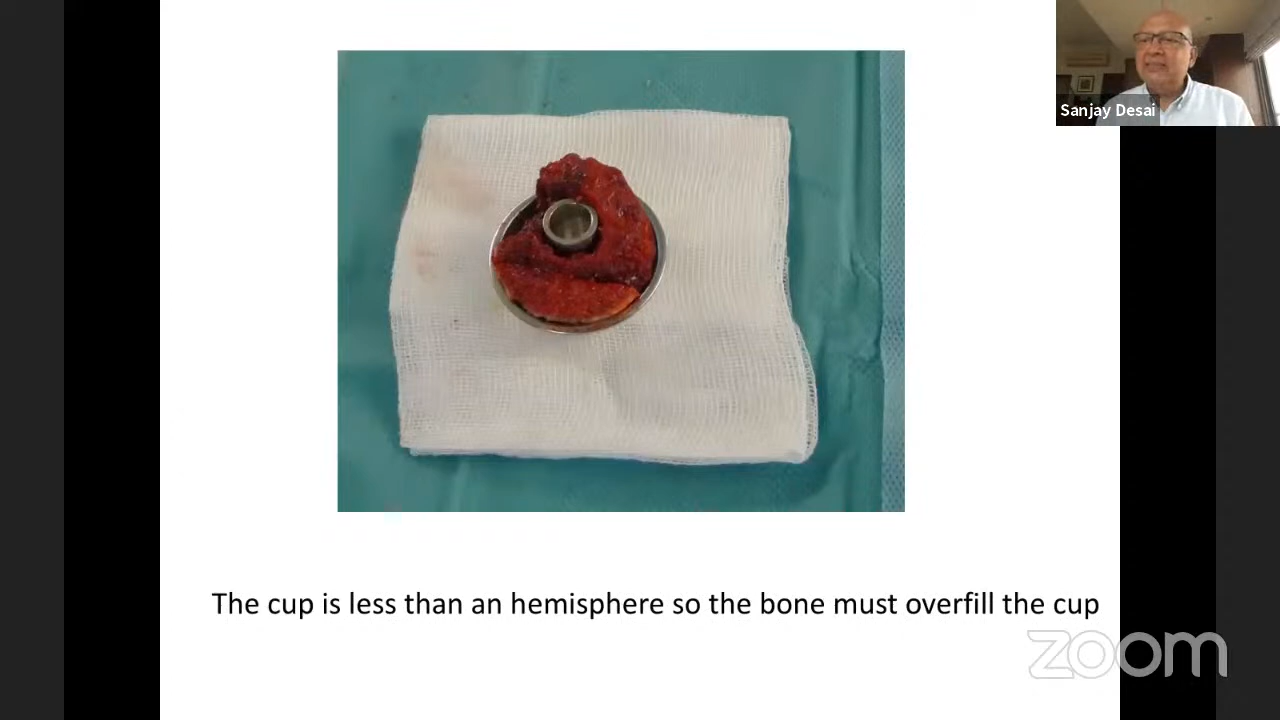 Sanjay Desai
The cup is less than an hemisphere so the bone must overfill the cup
zoom